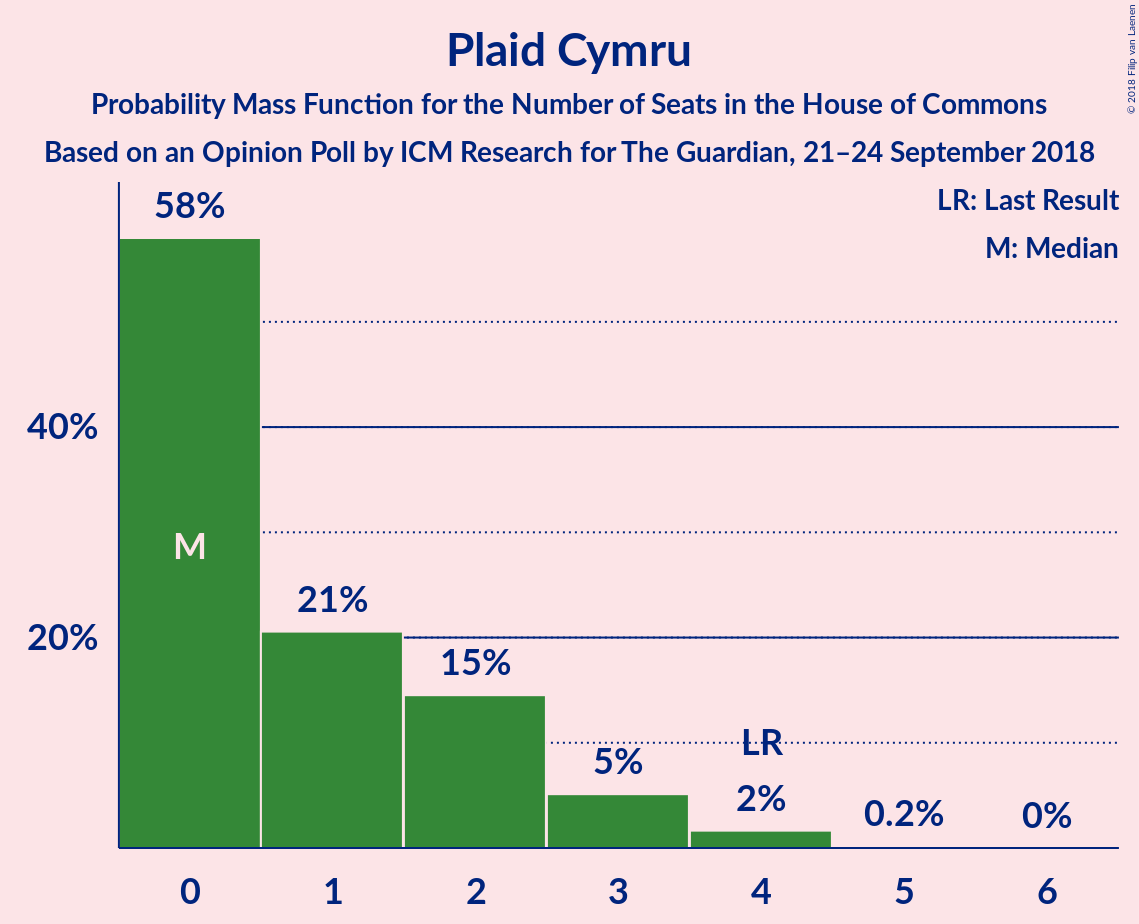 Plaid Cymru
Probability Mass Function for the Number of Seats in the House of Commons
Based on an Opinion Poll by ICM Research for The Guardian, 21–24 September 2018
© 2018 Filip van Laenen
LR: Last Result
M: Median
58%
40%
M
21%
20%
15%
LR
5%
2%
0.2%
0%
0 1 2 3 4 5 6